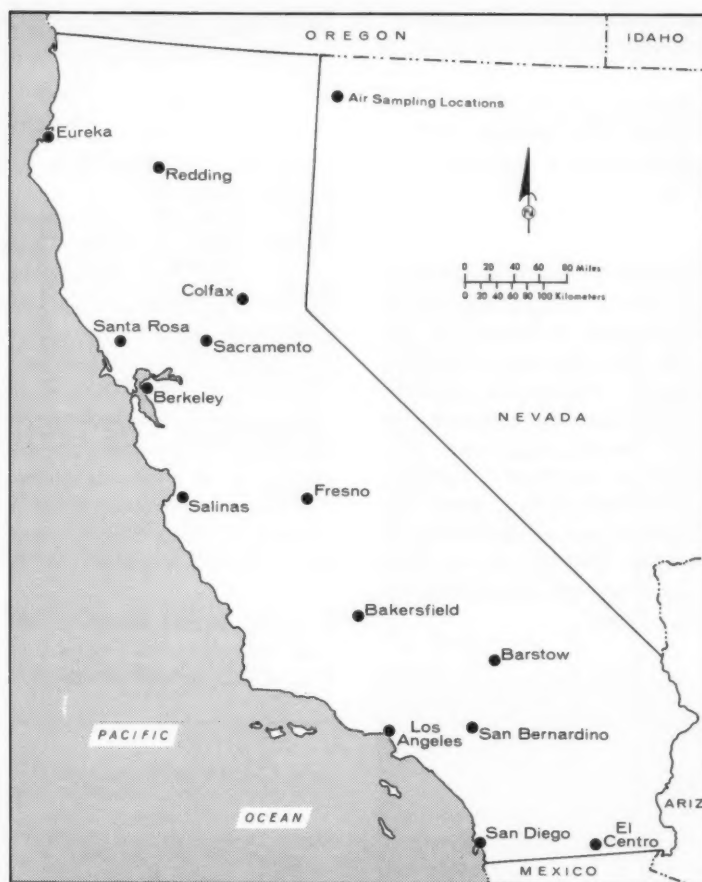 OREGON
IDAHO
Air Sampling Locations
Eureka
Redding
N
0 20 40 60 80 Miles
0 20 40 60 80 100 Kilometers
Colfax
Santa Rosa
Sacramento
Berkeley
NEVADA
Salinas
Fresno
Bakersfield
Barstow
PACIFIC
Los
Angeles
San Bernardino
ARIZ
OCEAN
San Diego
El
Centro
MEXICO